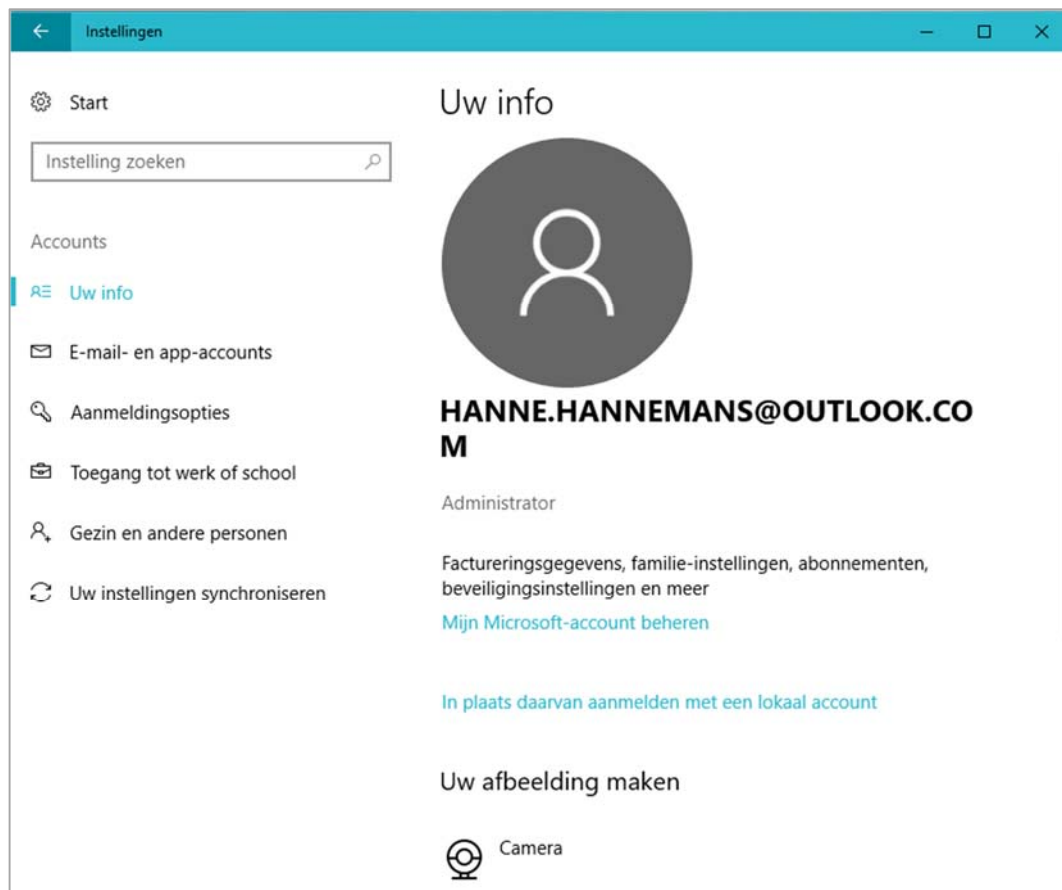 Instellingen
Start
Instelling zoeken
Accounts
Uw info
E-mail- en app-accounts
Aanmeldingsopties
Toegang tot werk of school
Gezin en andere personen
Uw instellingen synchroniseren
Uw info
HANNE.HANNEMANS@OUTLOOK.CO
M
Administrator
Factureringsgegevens, familie-instellingen, abonnementen,
beveiligingsinstellingen en meer
Mijn Microsoft-account beheren
In plaats daarvan aanmelden met een lokaal account
Uw afbeelding maken
Camera